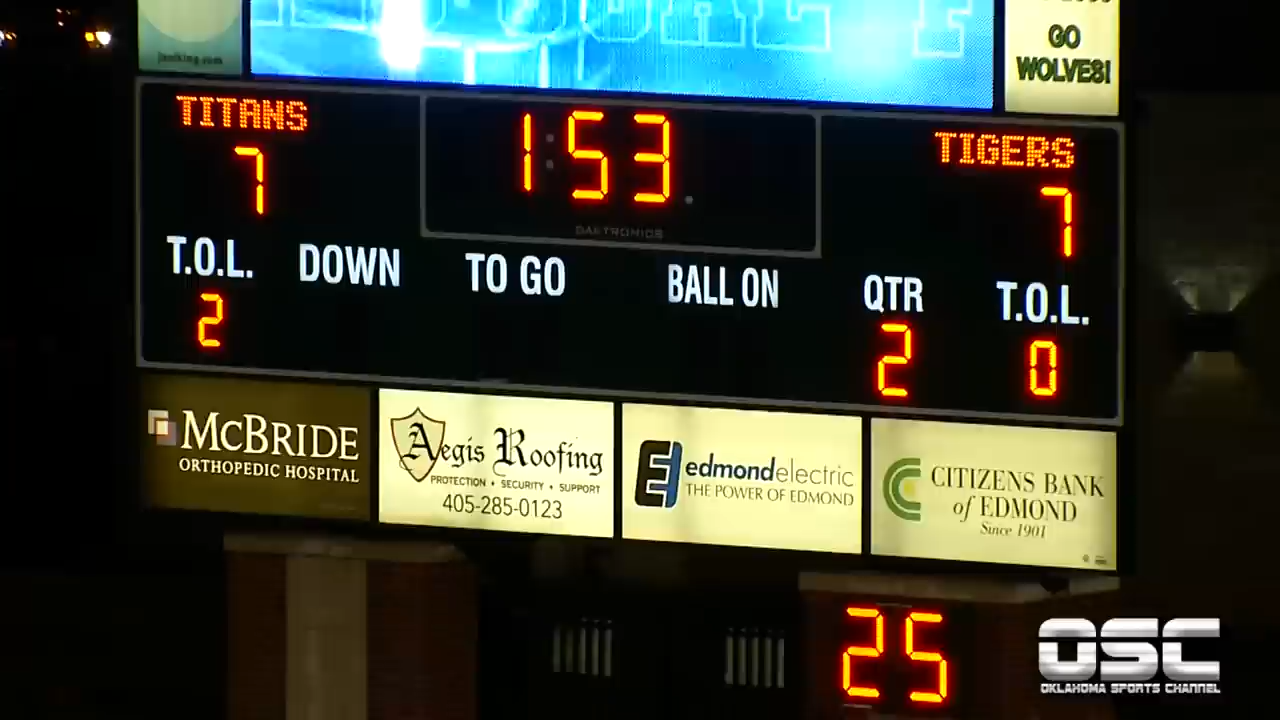 GO
WOLVES!
TITANS
1:53
TIGERS
7
7
DAKTRONICS
T.O.L. DOWN TO GO BALL ON QTR T.O.L.
2 2 0
McBRIDE
ORTHOPEDIC HOSPITAL
Aegis Roofing
PROTECTION • SECURITY • SUPPORT
405-285-0123
edmondelectric
THE POWER OF EDMOND
CITIZENS BANK
of EDMOND
Since 1901
25
OSC
OKLAHOMA SPORTS CHANNEL